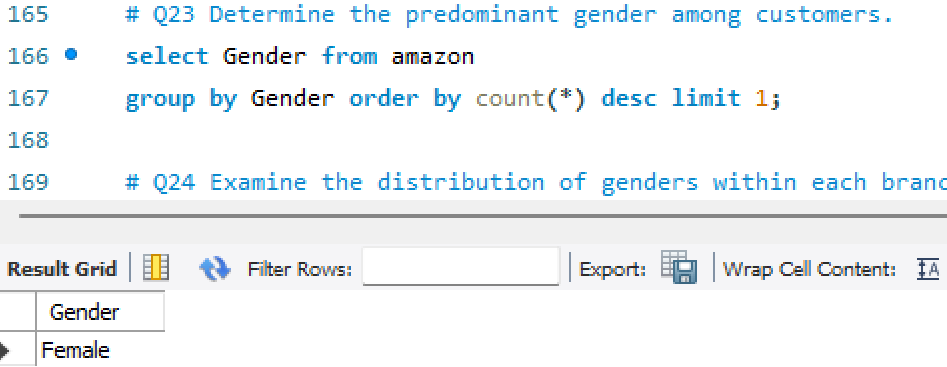 165 # Q23 Determine the predominant gender among customers.
166 select Gender from amazon
167 group by Gender order by count(*) desc limit 1;
168
169 # Q24 Examine the distribution of genders within each branc
Result Grid Filter Rows: Export: Wrap Cell Content:
Gender
Female